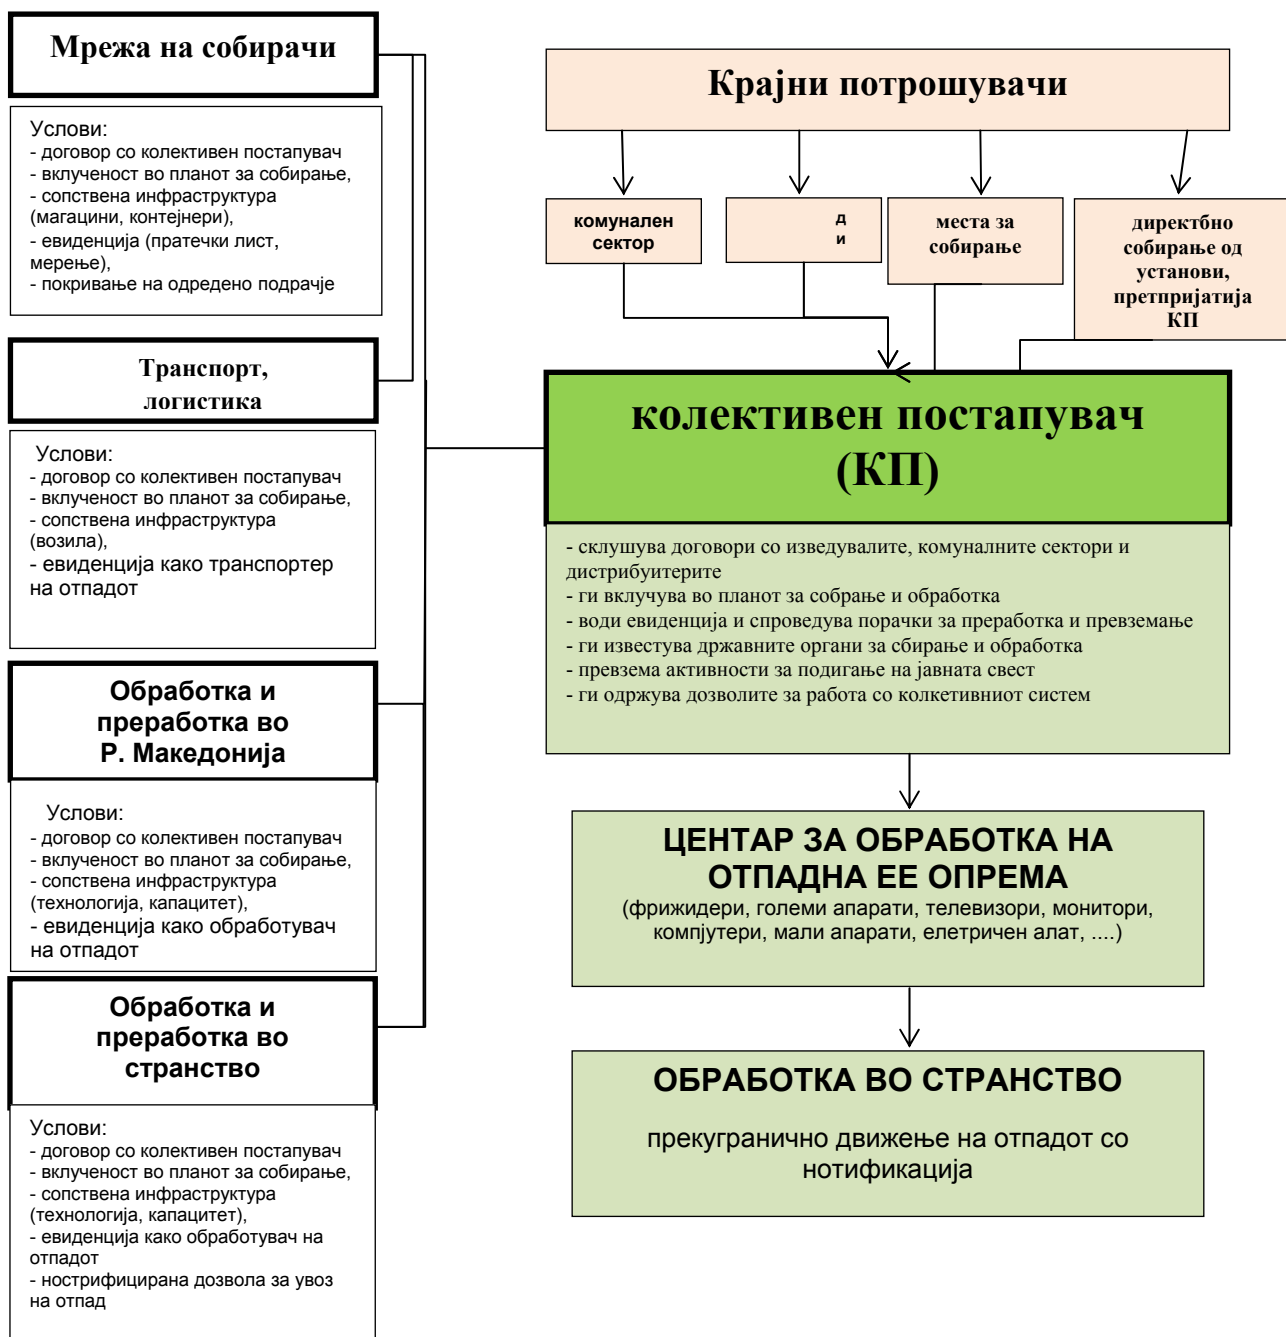 Мрежа на собирачи
Услови:
- договор со колективен постапувач
- вклученост во планот за собирање,
- сопствена инфраструктура
(магацини, контејнери),
- евиденција (пратечки лист,
мерење),
- покривање на одредено подрачје
Транспорт,
логистика
Услови:
- договор со колективен постапувач
- вклученост во планот за собирање,
- сопствена инфраструктура
(возила),
- евиденција како транспортер
на отпадот
Обработка и
преработка во
Р. Македонија
Услови:
- договор со колективен постапувач
- вклученост во планот за собирање,
- сопствена инфраструктура
(технологија, капацитет),
- евиденција како обработувач
на отпадот
Обработка и
преработка во
странство
Услови:
- договор со колективен постапувач
- вклученост во планот за собирање,
- сопствена инфраструктура
(технологија, капацитет),
- евиденција како обработувач на
отпадот
- нострифицирана дозвола за увоз
на отпад
Крајни потрошувачи
комунален
сектор
д
и
места за
собирање
директбно
собирање од
установи,
претпријатија
КП
колективен постапувач
(КП)
- склушува договори со изведувалите, комуналните сектори и
дистрибуитерите
- ги вклучува во планот за собрање и обработка
- води евиденција и спроведува порачки за преработка и превземање
- ги известува државните органи за сбирање и обработка
- превзема активности за подигање на јавната свест
- ги одржува дозволите за работа со колкетивниот систем
ЦЕНТАР ЗА ОБРАБОТКА НА
ОТПАДНА ЕЕ ОПРЕМА
(фрижидери, големи апарати, телевизори, монитори,
компјутери, мали апарати, елетричен алат, ....)
ОБРАБОТКА ВО СТРАНСТВО
прекугранично движење на отпадот со
нотификација